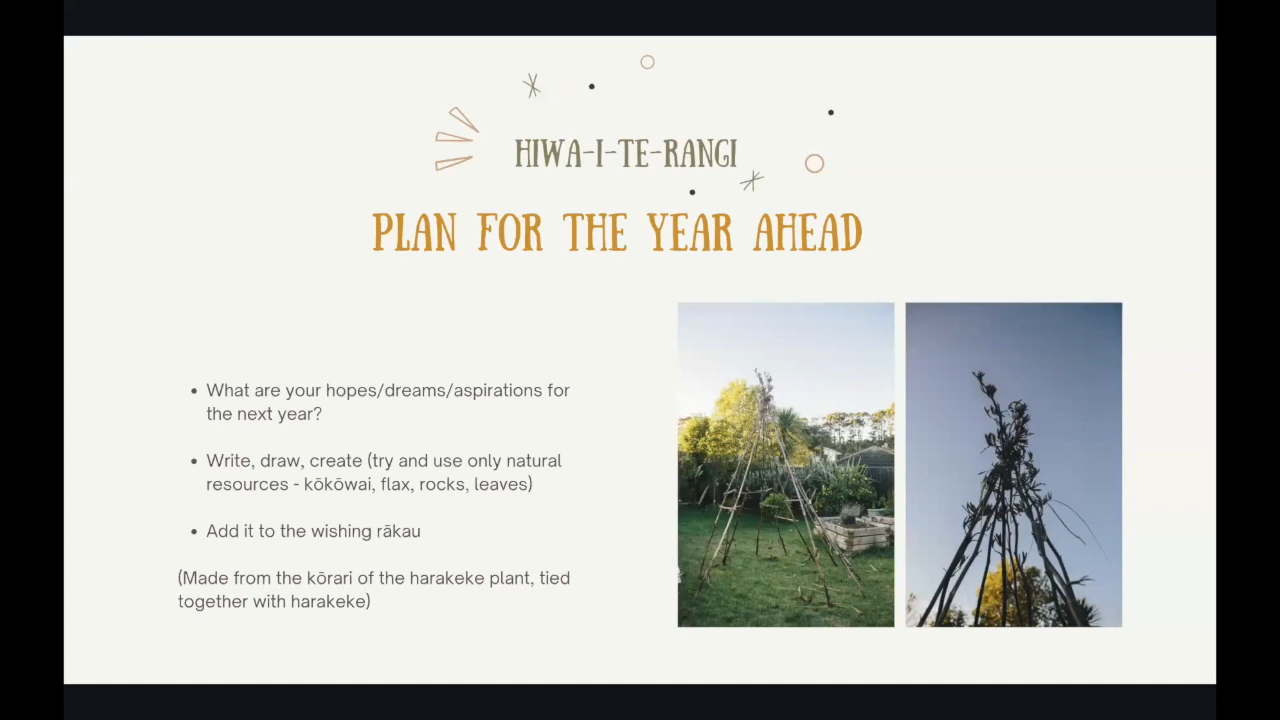 HIWA-I-TE-RANGI
PLAN FOR THE YEAR AHEAD
• What are your hopes/dreams/aspirations for
the next year?
• Write, draw, create (try and use only natural
resources - kōkōwai, flax, rocks, leaves)
• Add it to the wishing rākau
(Made from the kōrari of the harakeke plant, tied
together with harakeke)